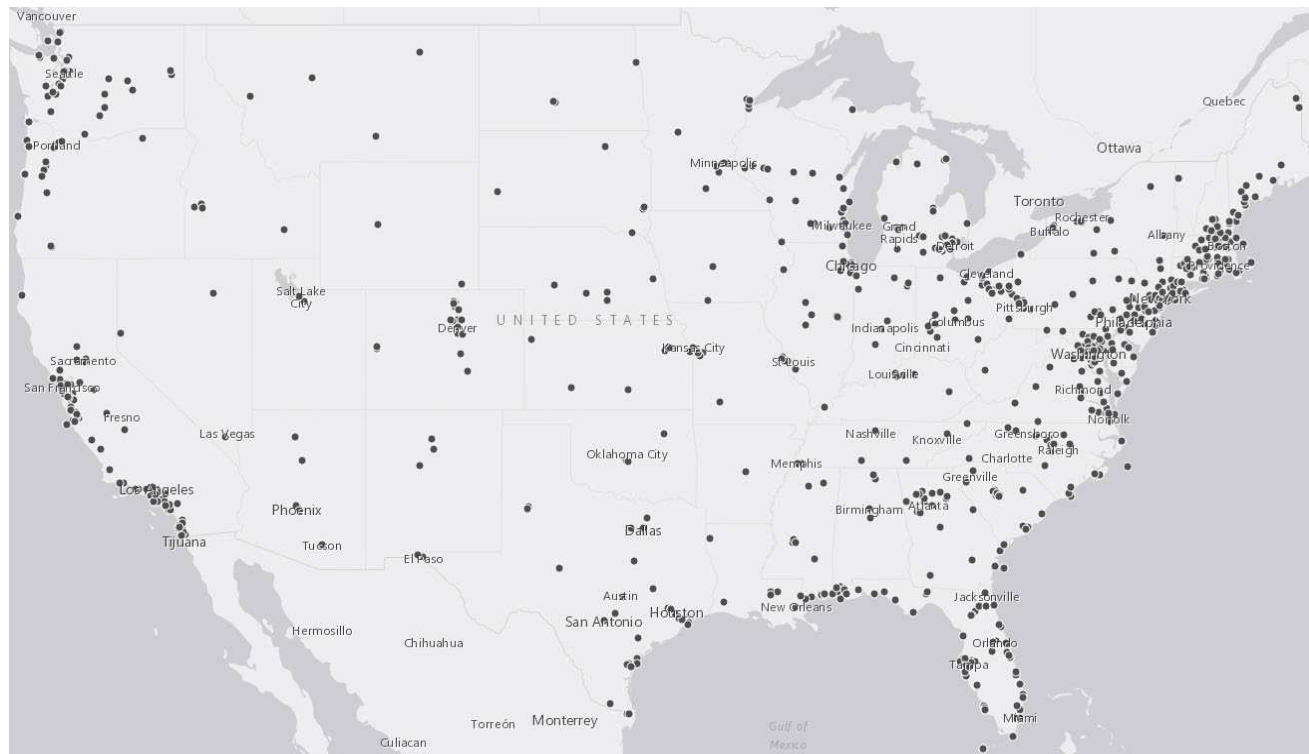 Vancouver
Seattle
Portland
Quebec
Ottawa
Minneapolis
Toronto
Rochester
Buffalo
Albany
Boston
Milwaukee
Grand
Rapids
Detroit
Providence
Chicago
Cleveland
Salt Lake
City
New York
Pittsburgh
UNITED STATES
Denver
Indianapolis
Columbus
Philadelphia
Kansas City
Cincinnati
Washington
Sacramento
St Louis
San Francisco
Louisville
Richmond
Fresno
Norfolk
Las Vegas
Nashville
Knoxville
Greensboro
Raleigh
Oklahoma City
Memphis
Charlotte
Greenville
Los Angeles
Phoenix
Birmingham
Atlanta
Dallas
Tijuana
Tucson
El Paso
Austin
Jacksonville
New Orleans
Houston
San Antonio
Hermosillo
Chihuahua
Orlando
Tampa
Torreón
Monterrey
Miami
Gulf of
Mexico
Culiacan